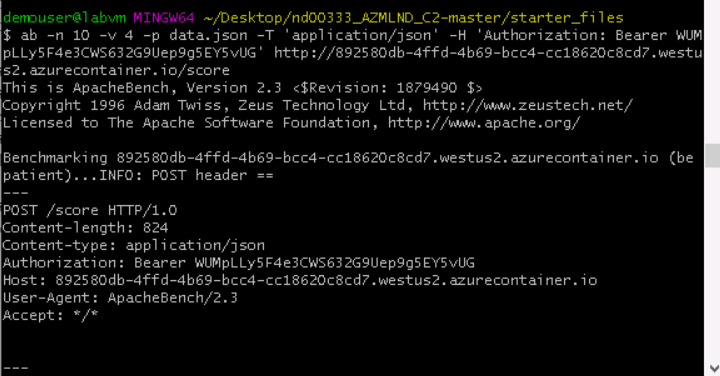 demouser@labvm MINGW64 ~/Desktop/nd00333_AZMLND_C2-master/starter_files
$ ab -n 10 -v 4 -p data.json -T 'application/json' -H 'Authorization: Bearer WUM
pLLy5F4e3CWS632G9Uep9g5EY5vUG' http://892580db-4ffd-4b69-bcc4-cc18620c8cd7.westu
s2.azurecontainer.io/score
This is ApacheBench, Version 2.3 <$Revision: 1879490 $>
Copyright 1996 Adam Twiss, Zeus Technology Ltd, http://www.zeustech.net/
Licensed to The Apache Software Foundation, http://www.apache.org/

Benchmarking 892580db-4ffd-4b69-bcc4-cc18620c8cd7.westus2.azurecontainer.io (be
patient)...INFO: POST header ==
---
POST /score HTTP/1.0
Content-length: 824
Content-type: application/json
Authorization: Bearer WUMpLLy5F4e3CWS632G9Uep9g5EY5vUG
Host: 892580db-4ffd-4b69-bcc4-cc18620c8cd7.westus2.azurecontainer.io
User-Agent: ApacheBench/2.3
Accept: */*


---